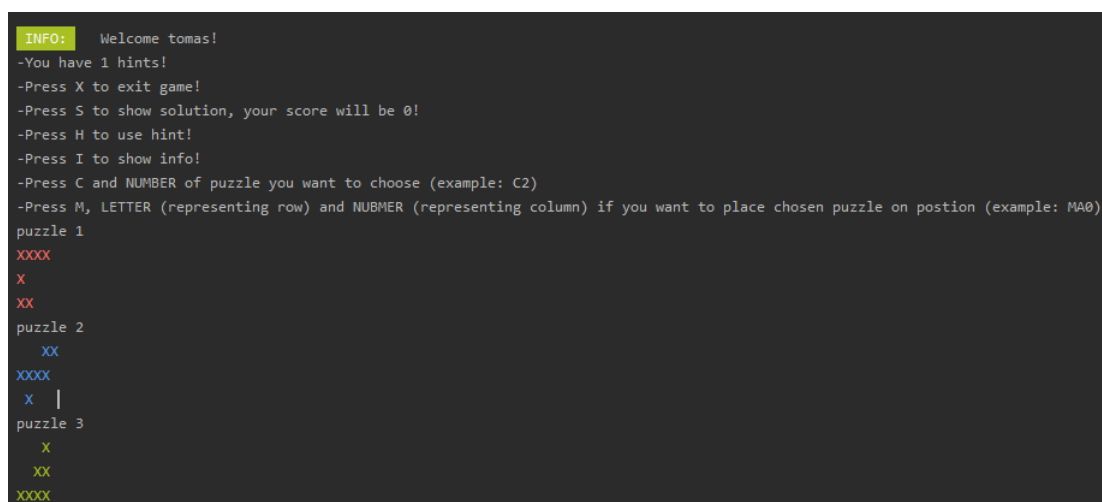 INFO: Welcome tomas!
-You have 1 hints!
-Press X to exit game!
-Press S to show solution, your score will be 0!
-Press H to use hint!
-Press I to show info!
-Press C and NUMBER of puzzle you want to choose (example: C2)
-Press M, LETTER (representing row) and NUBMER (representing column) if you want to place chosen puzzle on postion (example: MA0)
puzzle 1
XXXX
X
XX
puzzle 2
   XX
XXXX
 X
puzzle 3
   X
  XX
XXXX